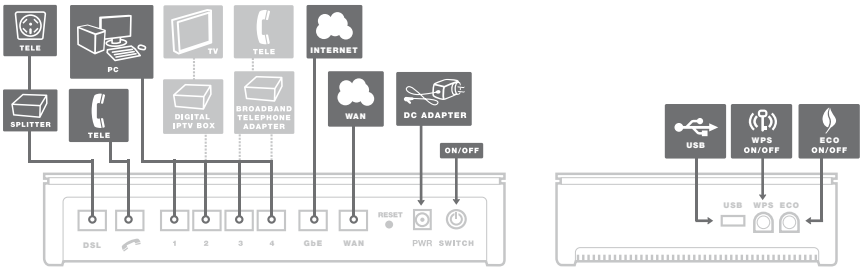 TELE
PC
TV
TELE
INTERNET
SPLITTER
TELE
DIGITAL
IPTV BOX
BROADBAND
TELEPHONE
ADAPTER
WAN
DC ADAPTER
ON/OFF
USB
WPS
ON/OFF
ECO
ON/OFF
DSL
1
2
3
4
GbE
WAN
RESET
PWR
SWITCH
USB WPS ECO